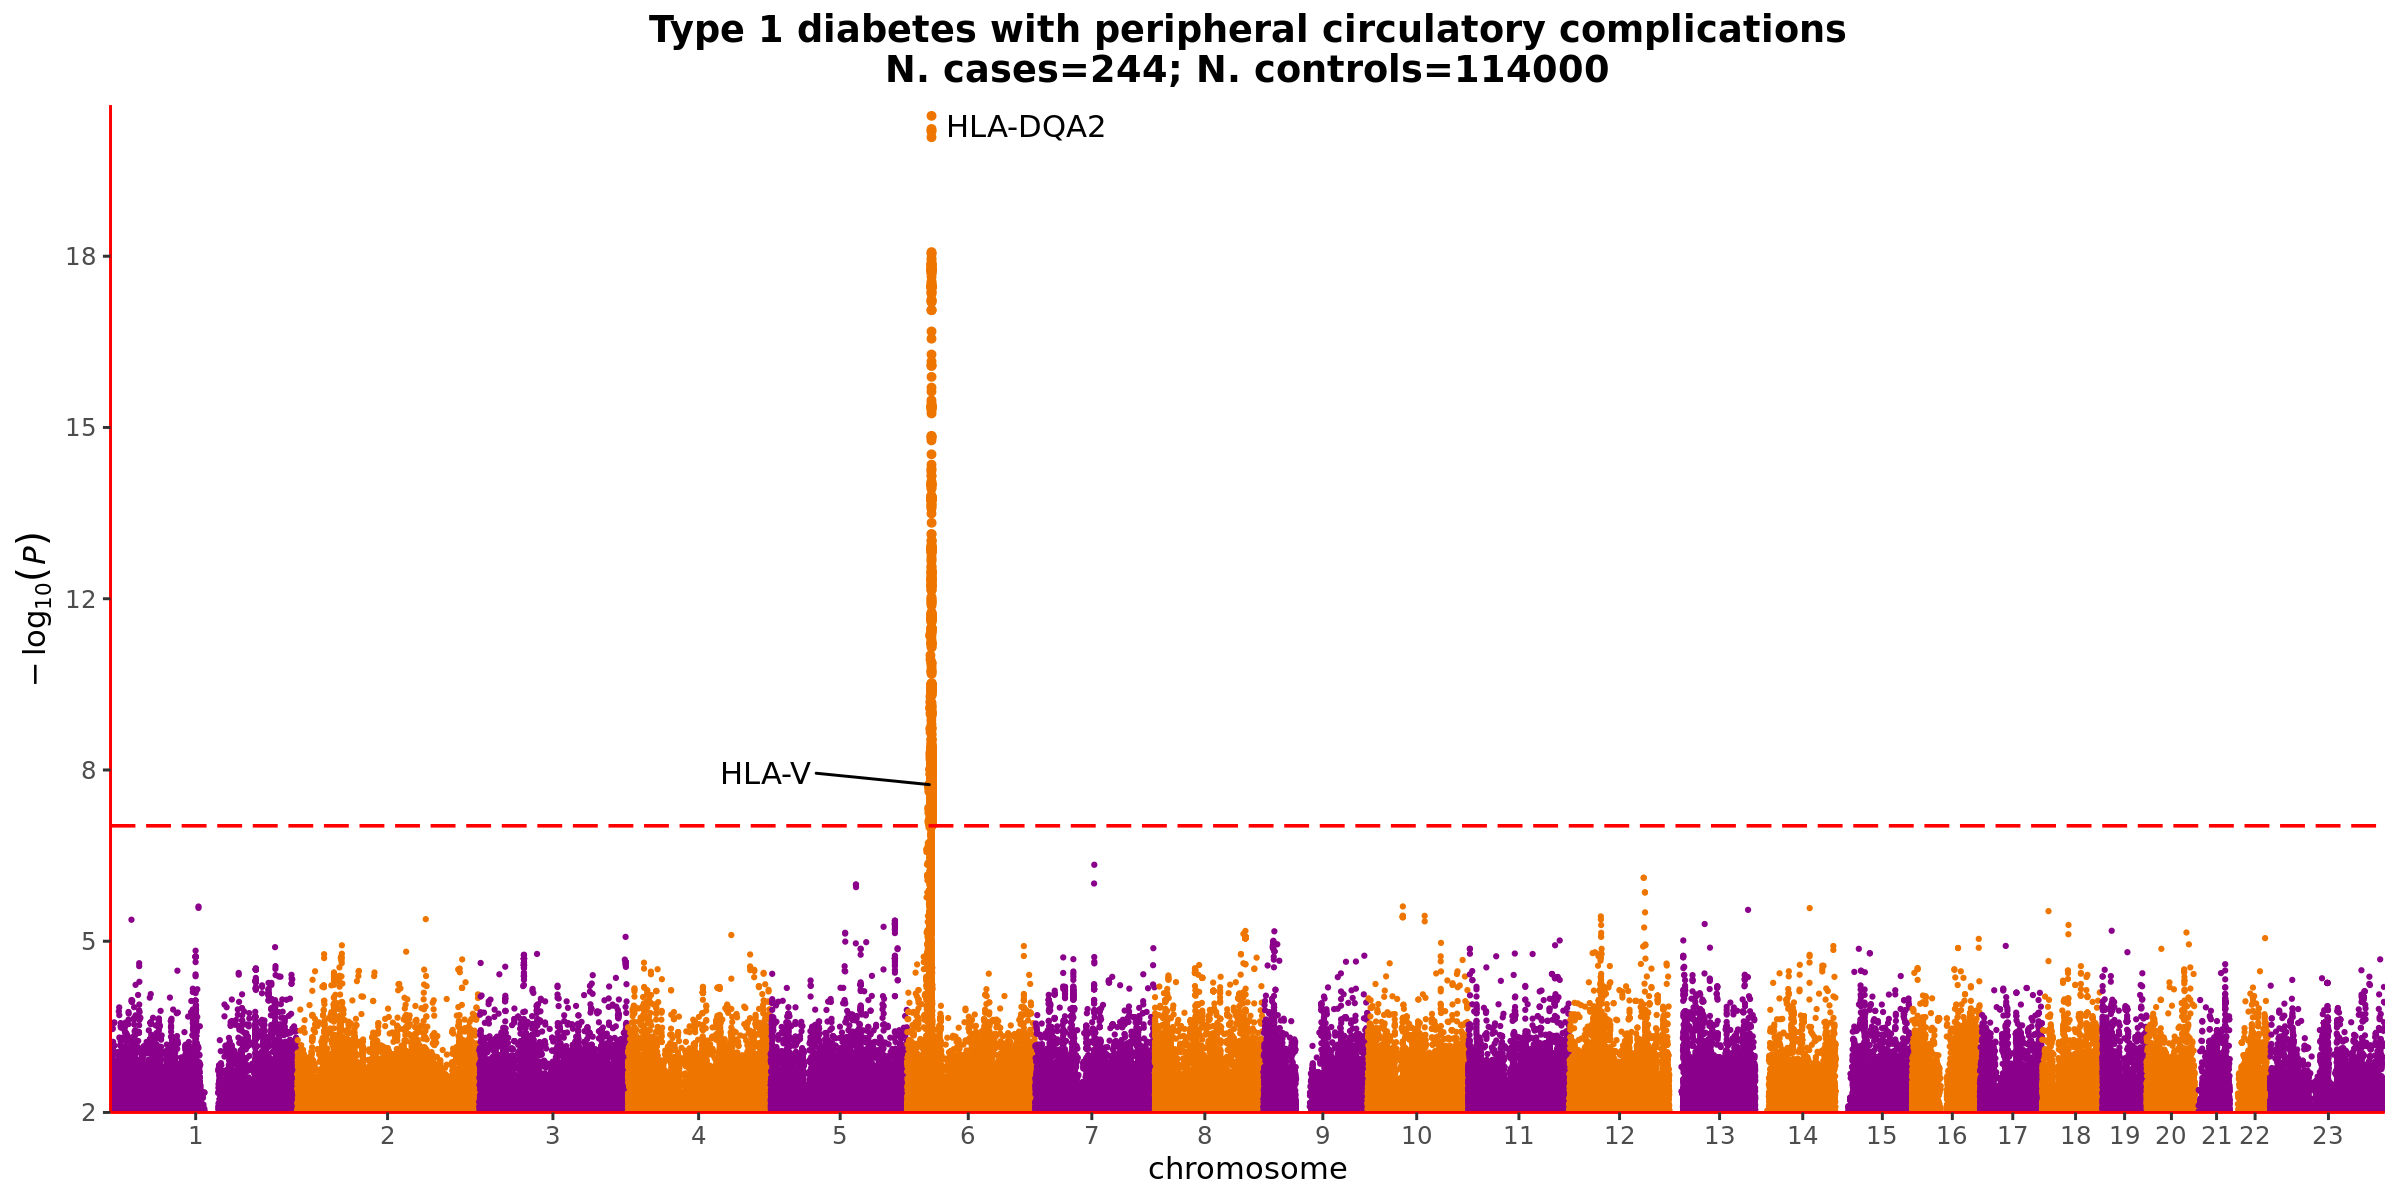 Type 1 diabetes with peripheral circulatory complications
N. cases=244; N. controls=114000
HLA-DQA2
18
15
12
HLA-V
8
5
2
−log10(P)
1 2 3 4 5 6 7 8 9 10 11 12 13 14 15 16 17 18 19 20 21 22 23
chromosome